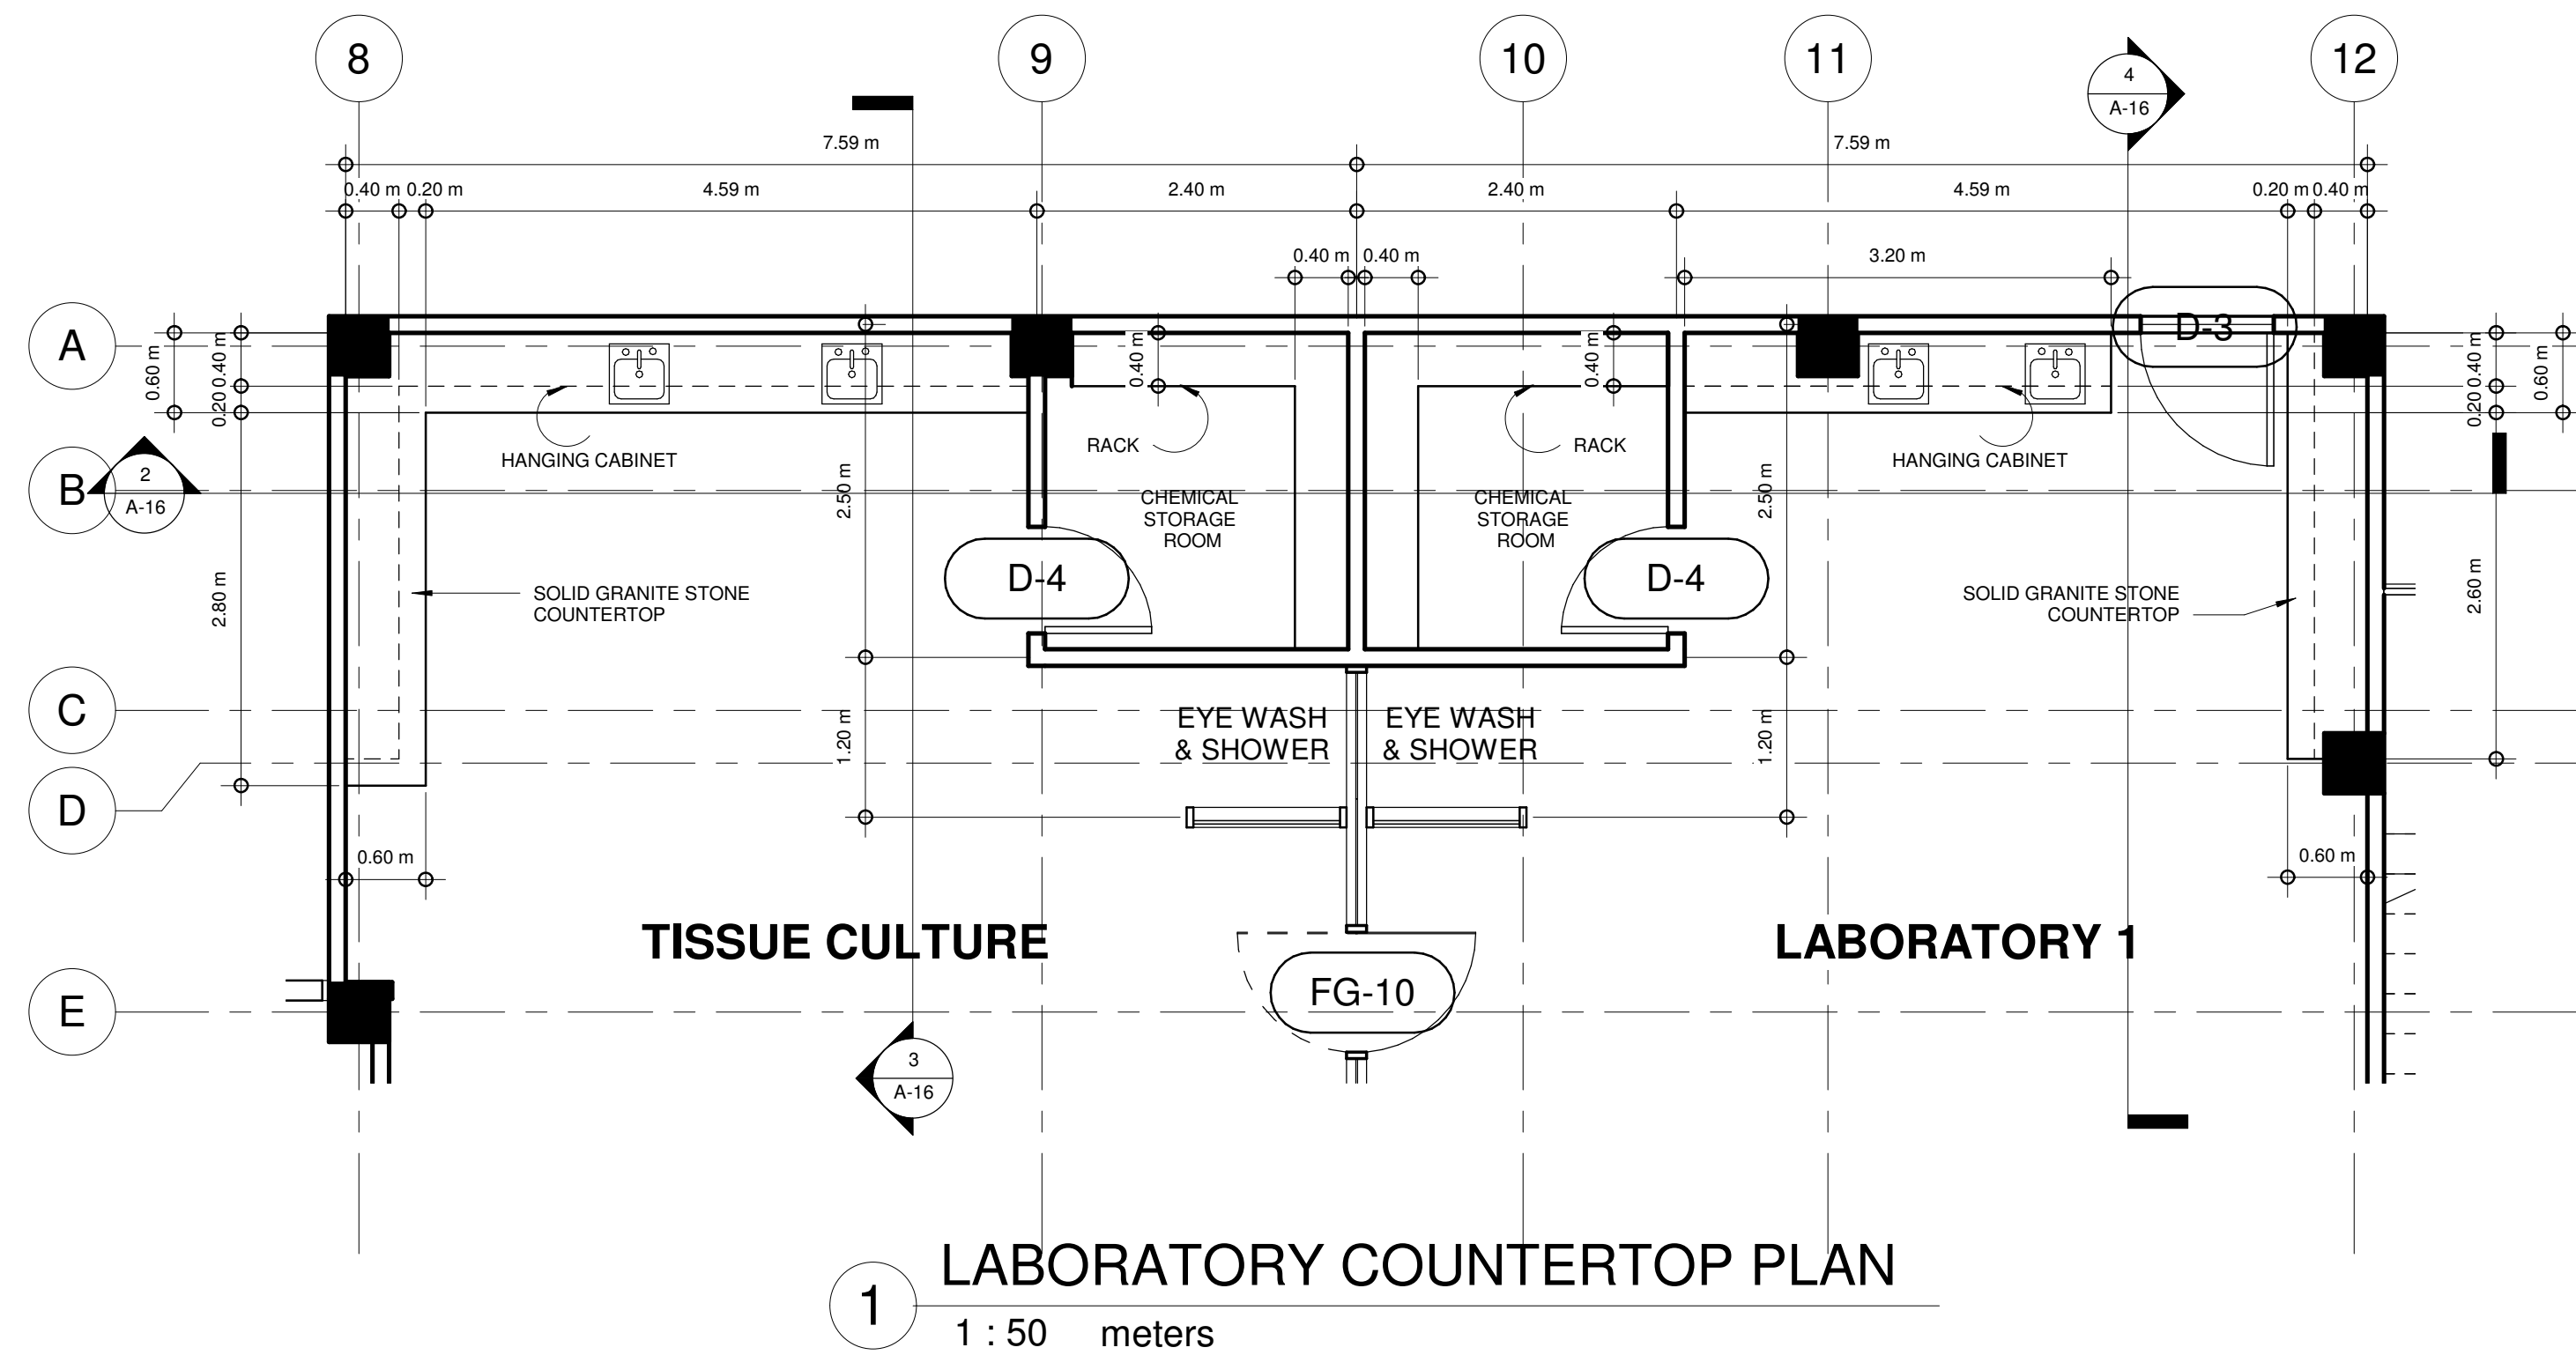 8
9
10
11
12
4
A-16
7.59 m
7.59 m
0.40 m
0.20 m
4.59 m
2.40 m
2.40 m
4.59 m
0.20 m
0.40 m
0.40 m
0.40 m
3.20 m
A
0.60 m
0.20
0.40 m
0.40 m
0.40 m
D-3
0.20
0.40 m
0.60 m
HANGING CABINET
RACK
RACK
HANGING CABINET
B
2
A-16
2.50 m
CHEMICAL
STORAGE
ROOM
CHEMICAL
STORAGE
ROOM
2.50 m
D-4
D-4
2.80 m
SOLID GRANITE STONE
COUNTERTOP
SOLID GRANITE STONE
COUNTERTOP
2.60 m
C
1.20 m
EYE WASH
& SHOWER
EYE WASH
& SHOWER
1.20 m
D
0.60 m
0.60 m
TISSUE CULTURE
LABORATORY 1
FG-10
E
3
A-16
1
LABORATORY COUNTERTOP PLAN
1 : 50 meters